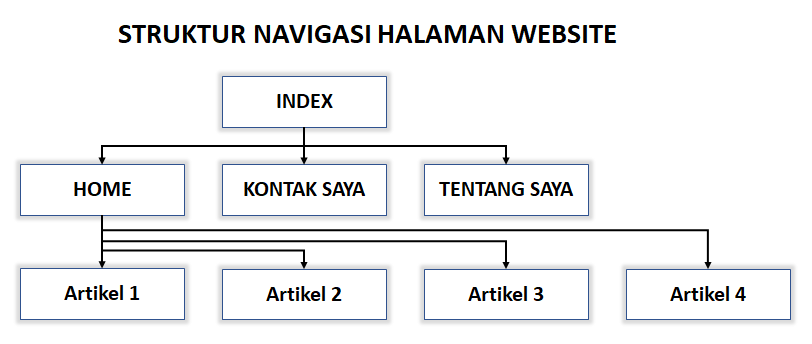 STRUKTUR NAVIGASI HALAMAN WEBSITE
INDEX
HOME
KONTAK SAYA
TENTANG SAYA
Artikel 1
Artikel 2
Artikel 3
Artikel 4